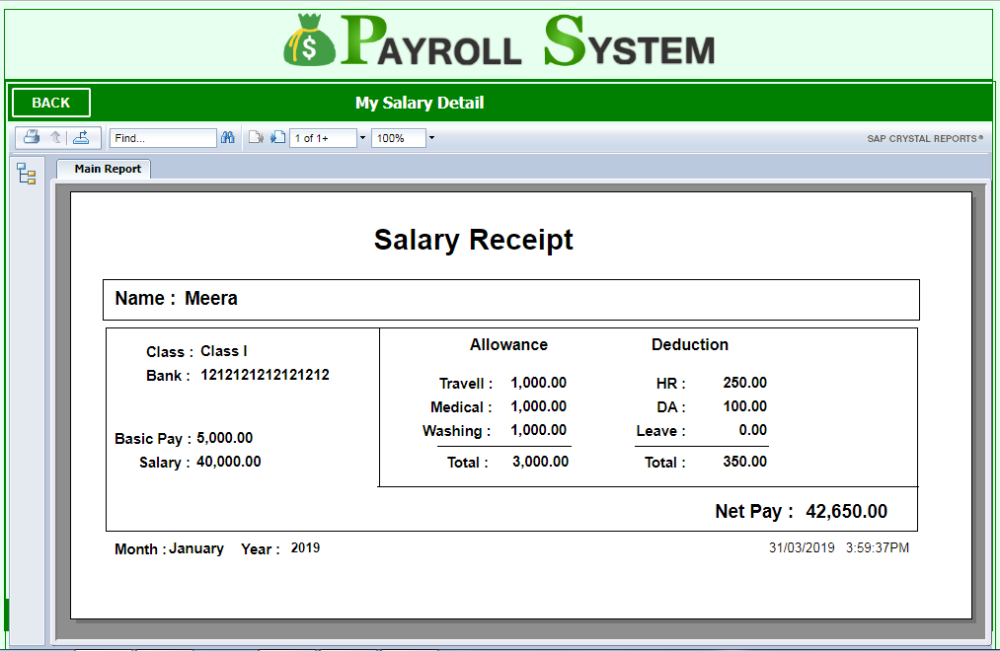 $ PAYROLL SYSTEM
BACK My Salary Detail
Find... 1 of 1+ 100% SAP CRYSTAL REPORTS®
Main Report
Salary Receipt
Name : Meera
Class : Class I
Bank : 1212121212121212
Basic Pay : 5,000.00
Salary : 40,000.00
Allowance Deduction
Travell : 1,000.00 HR : 250.00
Medical : 1,000.00 DA : 100.00
Washing : 1,000.00 Leave : 0.00
Total : 3,000.00 Total : 350.00
Net Pay : 42,650.00
Month : January Year : 2019 31/03/2019 3:59:37PM